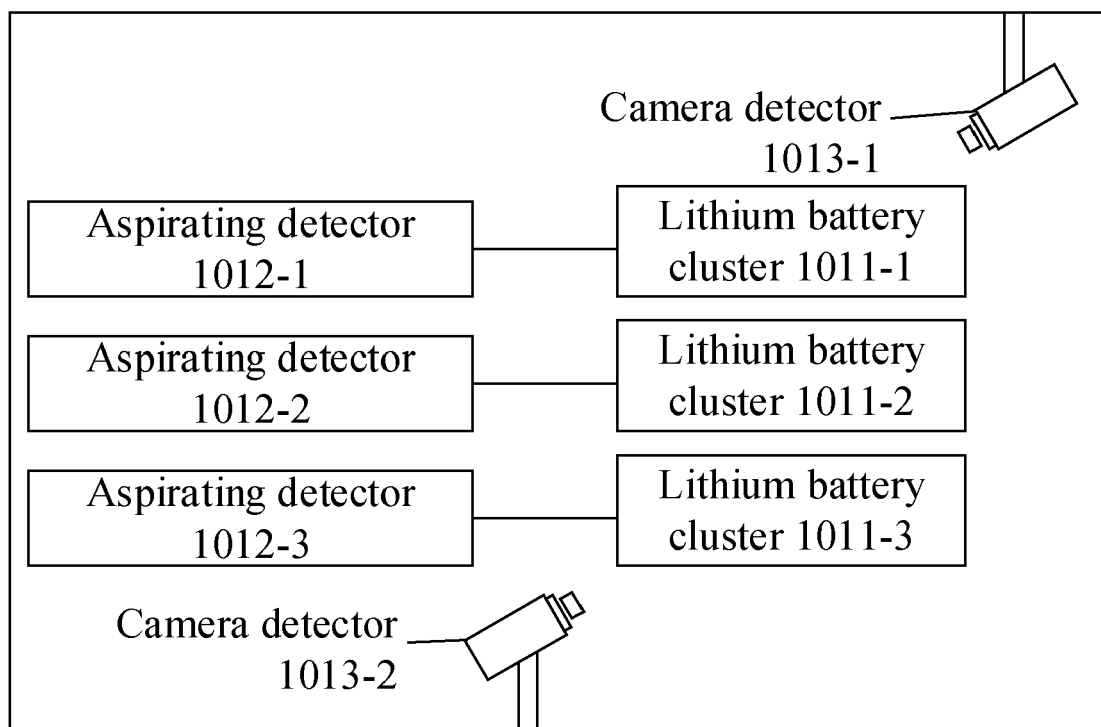 Camera detector
1013-1
Aspirating detector
1012-1
Lithium battery
cluster 1011-1
Aspirating detector
1012-2
Lithium battery
cluster 1011-2
Aspirating detector
1012-3
Lithium battery
cluster 1011-3
Camera detector
1013-2